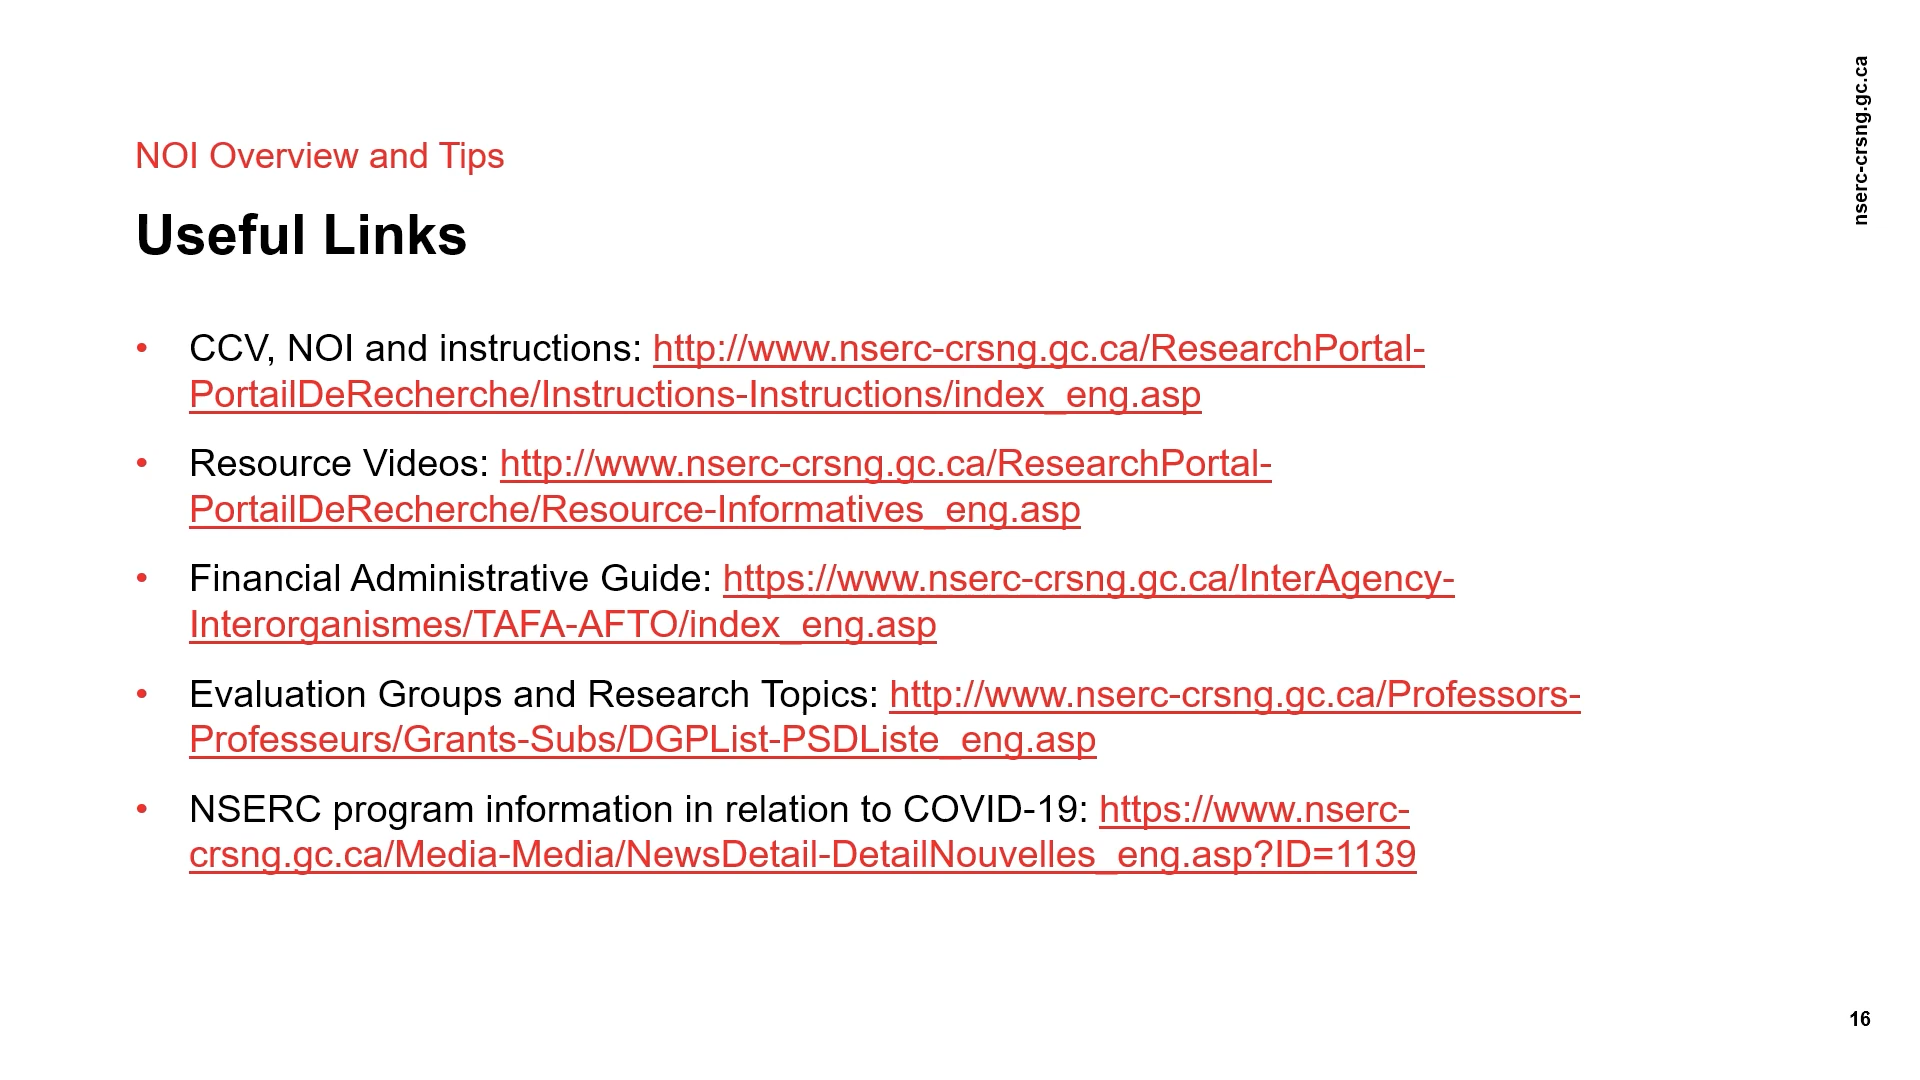 nserc-crsng.gc.ca
NOI Overview and Tips
Useful Links
• CCV, NOI and instructions: http://www.nserc-crsng.gc.ca/ResearchPortal-
PortailDeRecherche/Instructions-Instructions/index_eng.asp
• Resource Videos: http://www.nserc-crsng.gc.ca/ResearchPortal-
PortailDeRecherche/Resource-Informatives_eng.asp
• Financial Administrative Guide: https://www.nserc-crsng.gc.ca/InterAgency-
Interorganismes/TAFA-AFTO/index_eng.asp
• Evaluation Groups and Research Topics: http://www.nserc-crsng.gc.ca/Professors-
Professeurs/Grants-Subs/DGPList-PSDListe_eng.asp
• NSERC program information in relation to COVID-19: https://www.nserc-
crsng.gc.ca/Media-Media/NewsDetail-DetailNouvelles_eng.asp?ID=1139
16